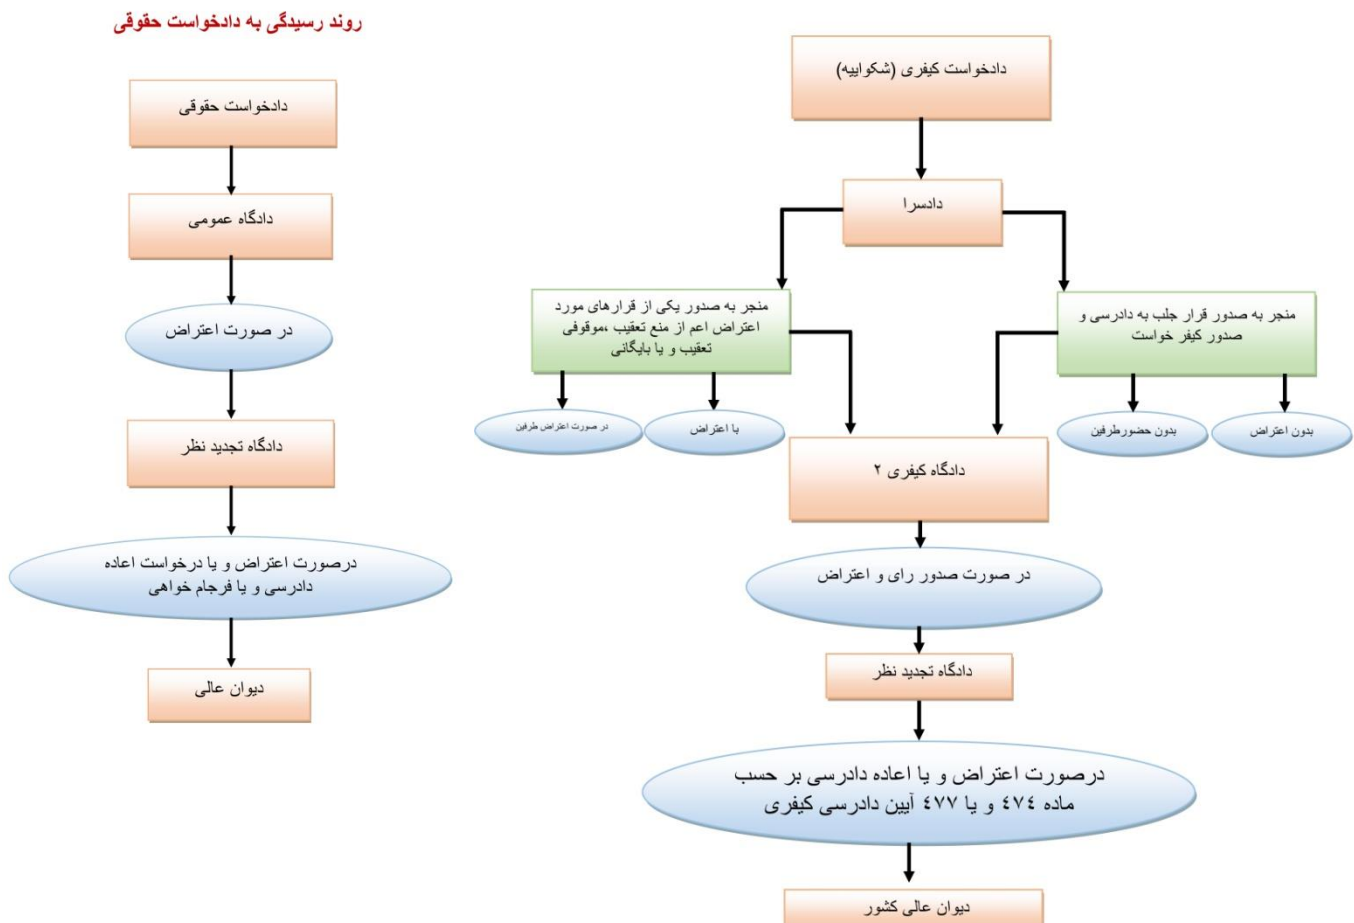 روند رسیدگی به دادخواست حقوقی
دادخواست حقوقی
دادگاه عمومی
در صورت اعتراض
دادگاه تجدید نظر
درصورت اعتراض و یا درخواست اعاده
دادرسی و یا فرجام خواهی
دیوان عالی
دادخواست کیفری (شکواییه)
دادسرا
منجر به صدور قرار جلب به دادرسی و
صدور کیفر خواست
منجر به صدور یکی از قرارهای مورد
اعتراض اعم از منع تعقیب ،موقوفی
تعقیب و یا بایگانی
بدون اعتراض
بدون حضورطرفین
با اعتراض
در صورت اعتراض طرفین
دادگاه کیفری ۲
در صورت صدور رای و اعتراض
دادگاه تجدید نظر
درصورت اعتراض و یا اعاده دادرسی بر حسب
ماده ٤٧٤ و یا ٤٧٧ آیین دادرسی کیفری
دیوان عالی کشور